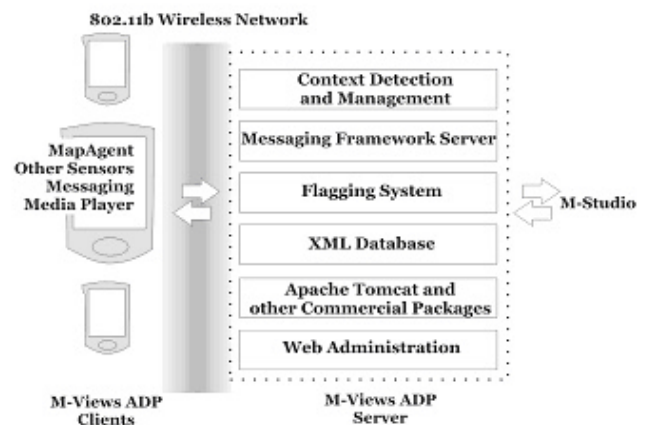 802.11b Wireless Network
MapAgent
Other Sensors
Messaging
Media Player
Context Detection
and Management
Messaging Framework Server
Flagging System
XML Database
Apache Tomcat and
other Commercial Packages
Web Administration
M-Studio
M-Views ADP
Clients
M-Views ADP
Server